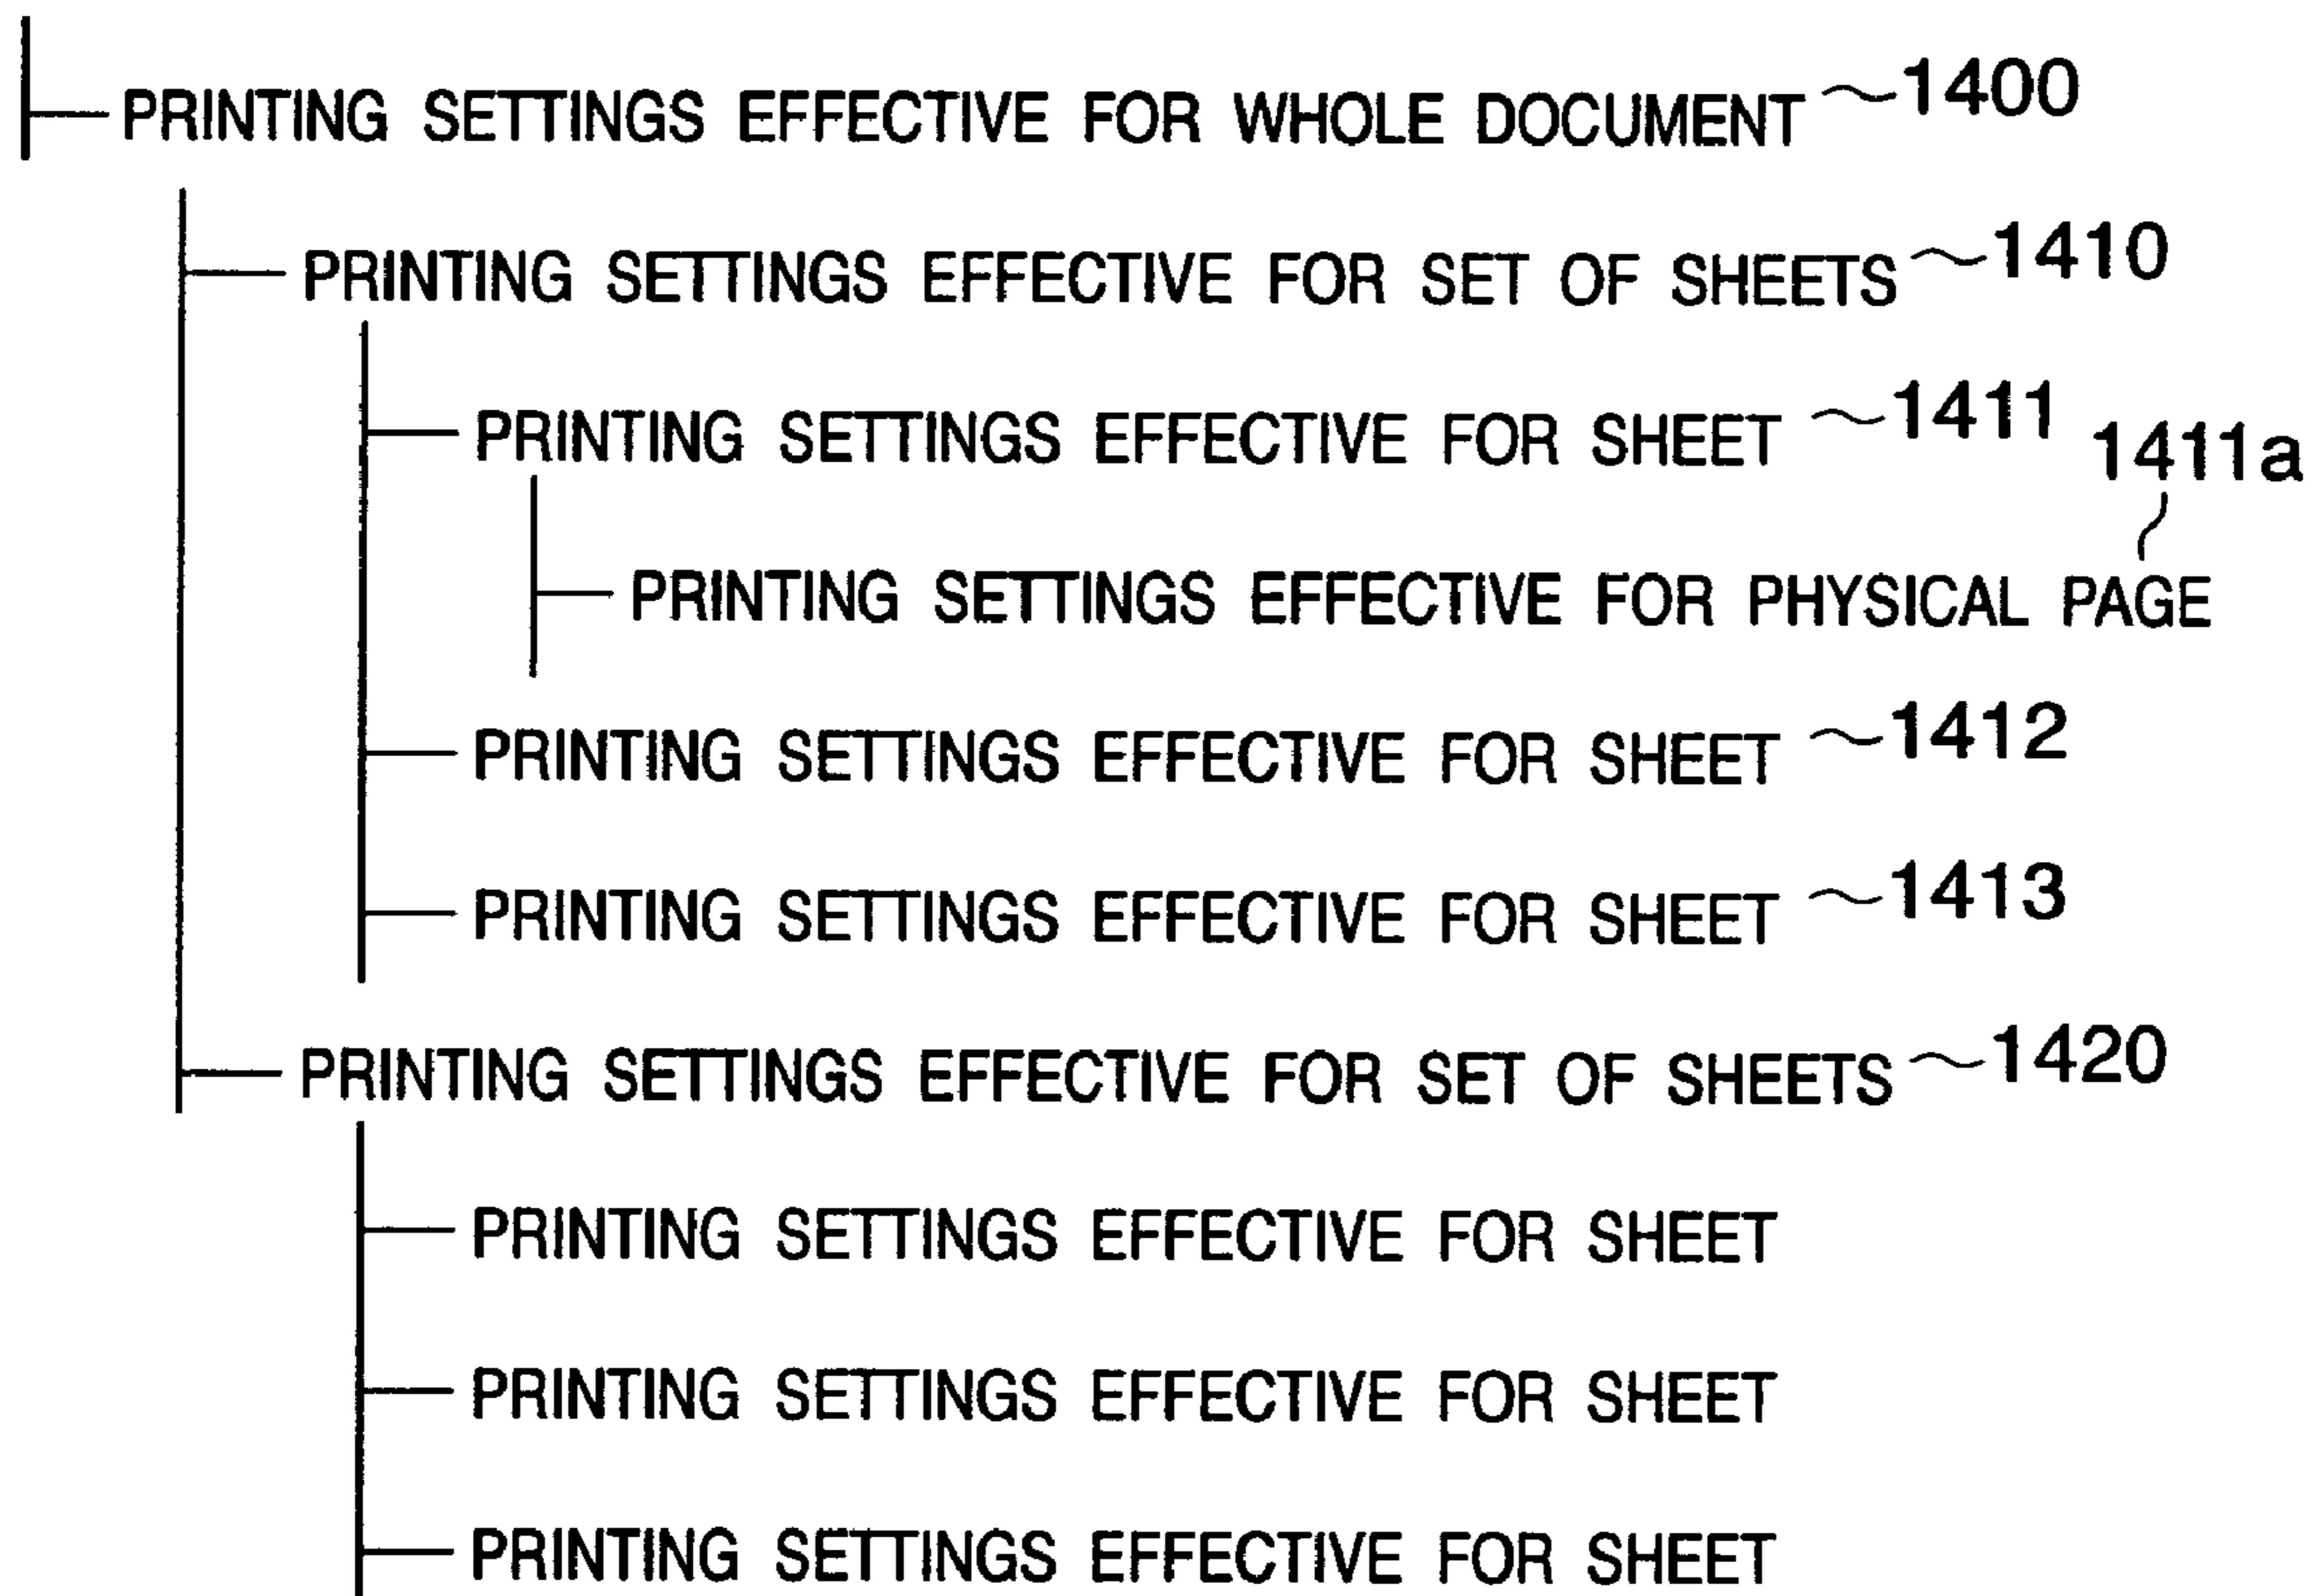 PRINTING SETTINGS EFFECTIVE FOR WHOLE DOCUMENT ~1400
PRINTING SETTINGS EFFECTIVE FOR SET OF SHEETS ~1410
PRINTING SETTINGS EFFECTIVE FOR SHEET ~1411
1411a
PRINTING SETTINGS EFFECTIVE FOR PHYSICAL PAGE
PRINTING SETTINGS EFFECTIVE FOR SHEET ~1412
PRINTING SETTINGS EFFECTIVE FOR SHEET ~1413
PRINTING SETTINGS EFFECTIVE FOR SET OF SHEETS ~1420
PRINTING SETTINGS EFFECTIVE FOR SHEET
PRINTING SETTINGS EFFECTIVE FOR SHEET
PRINTING SETTINGS EFFECTIVE FOR SHEET